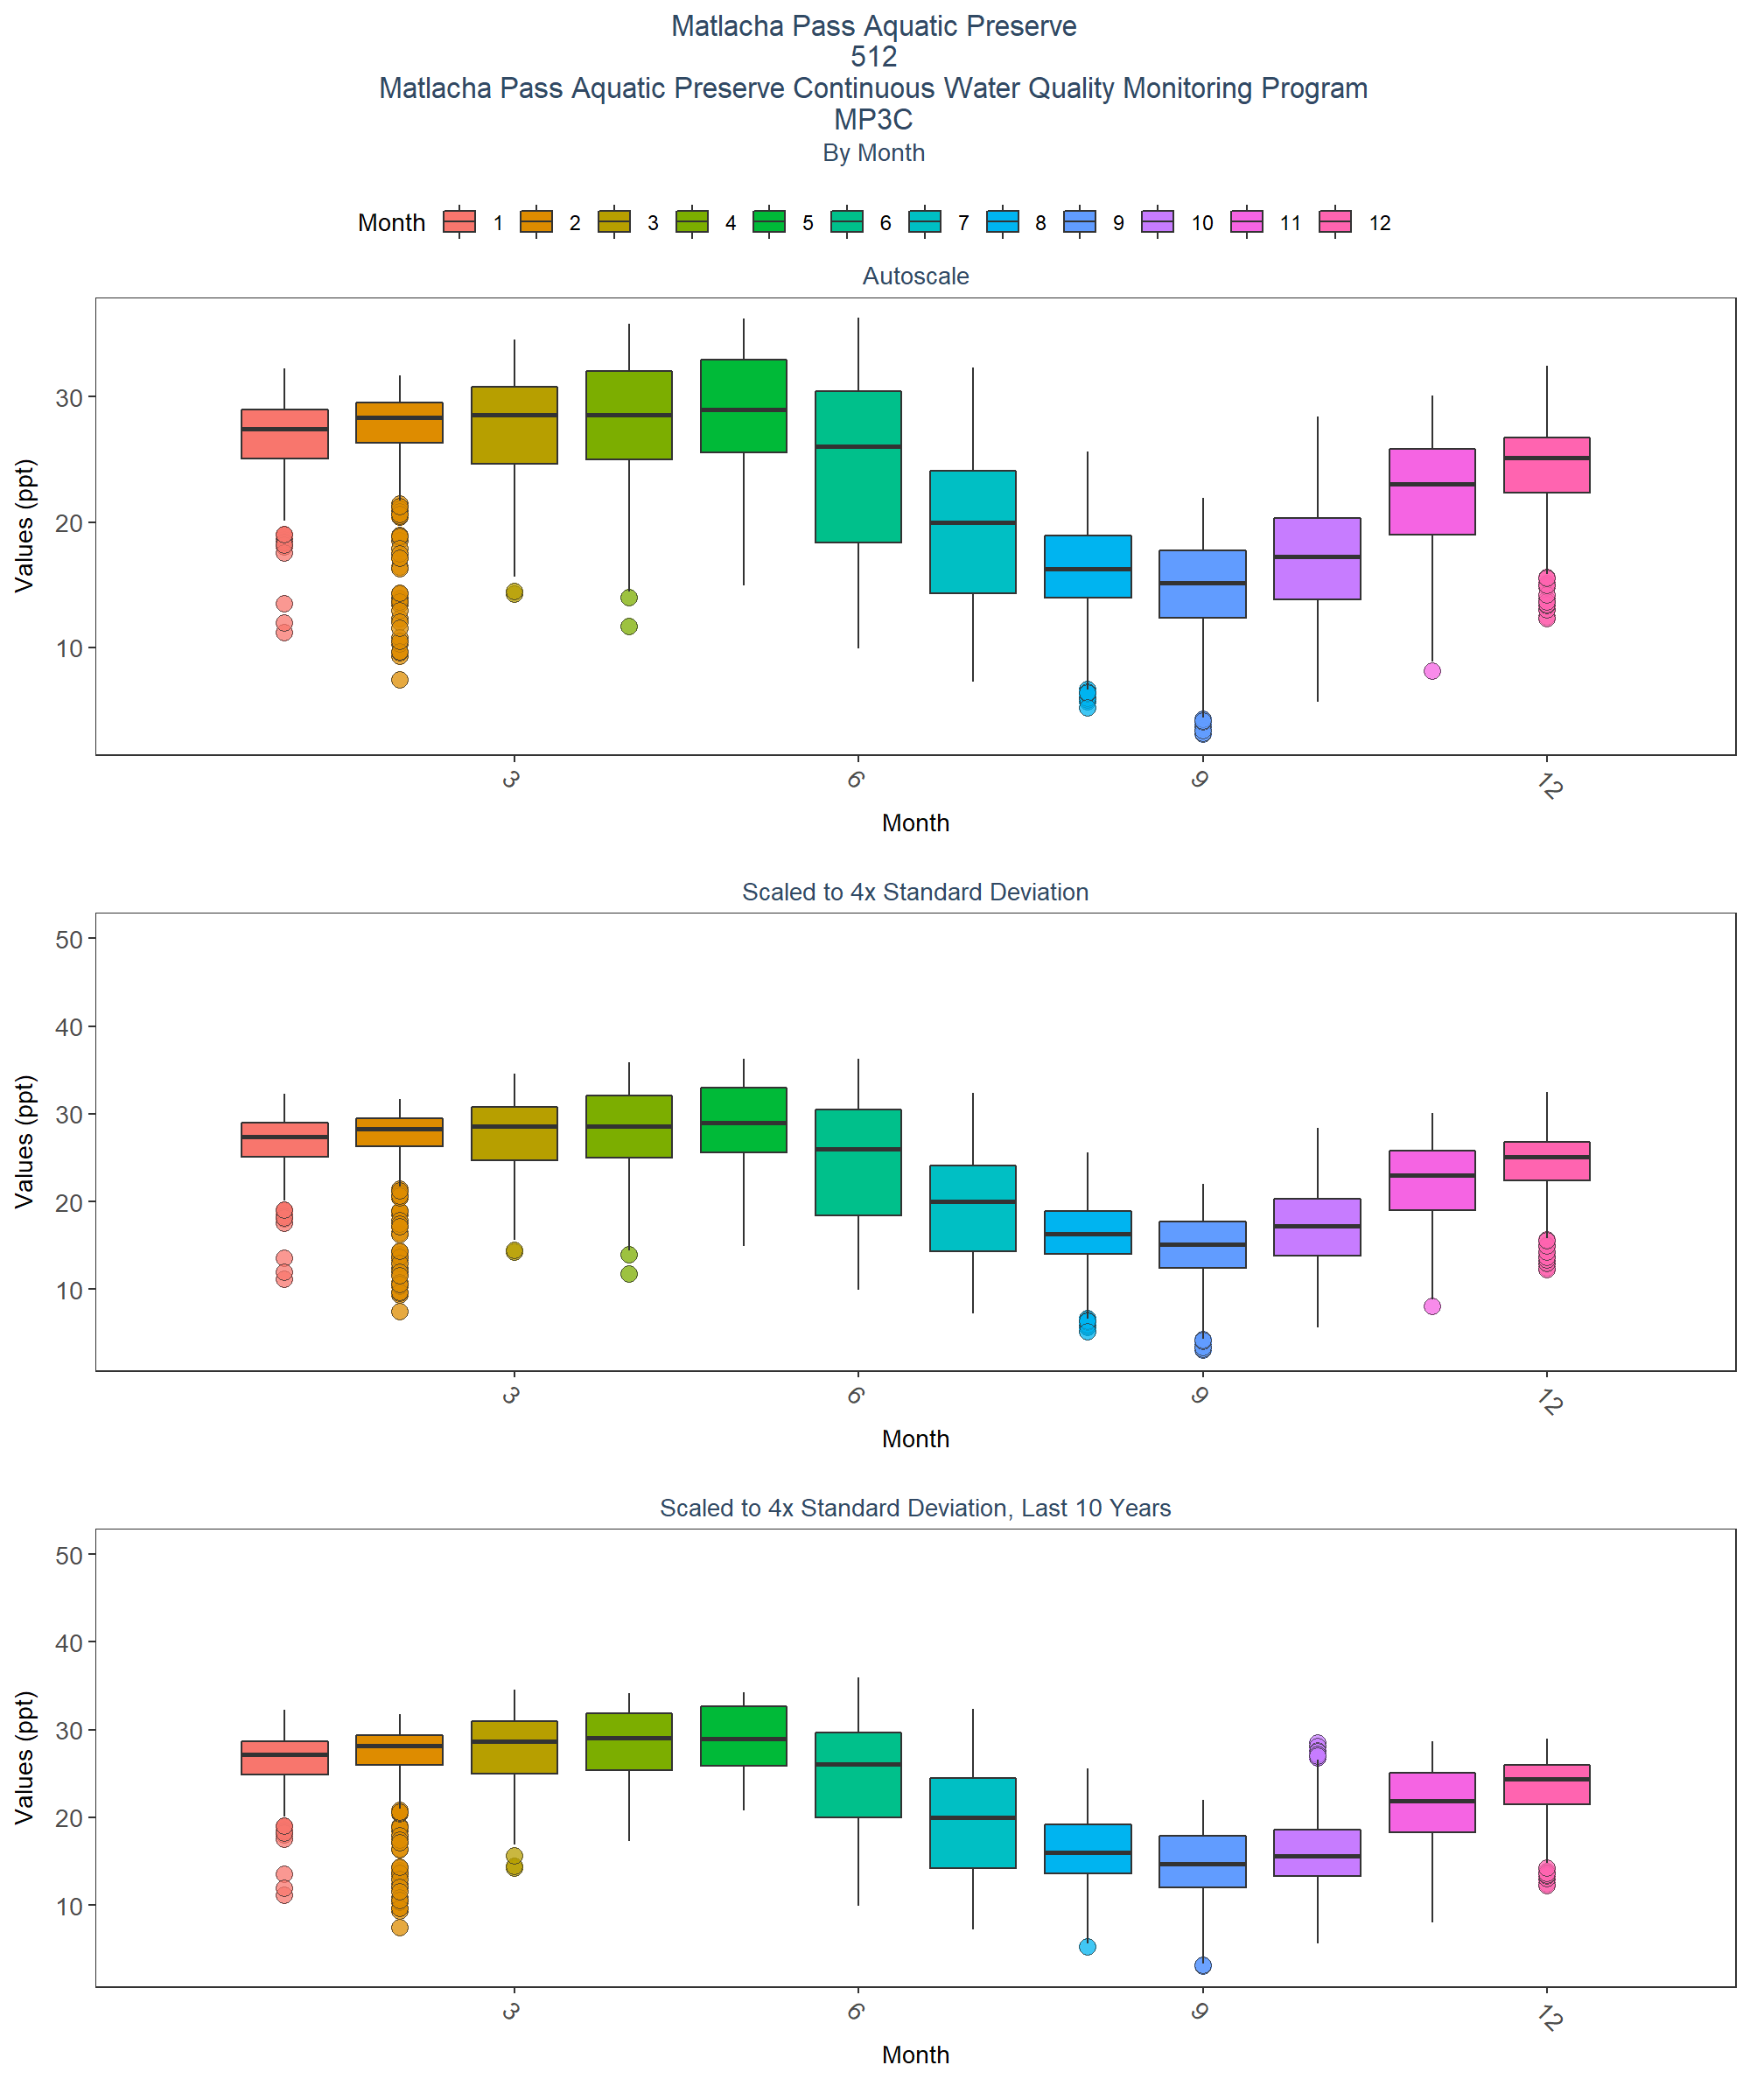 Matlacha Pass Aquatic Preserve
512
Matlacha Pass Aquatic Preserve Continuous Water Quality Monitoring Program
MP3C
By Month
Month 1 2 3 4 5 6 7 8 9 10 11 12
Autoscale
Values (ppt)
30
20
10
3 6 9 12
Month
Scaled to 4x Standard Deviation
Values (ppt)
50
40
30
20
10
3 6 9 12
Month
Scaled to 4x Standard Deviation, Last 10 Years
Values (ppt)
50
40
30
20
10
3 6 9 12
Month